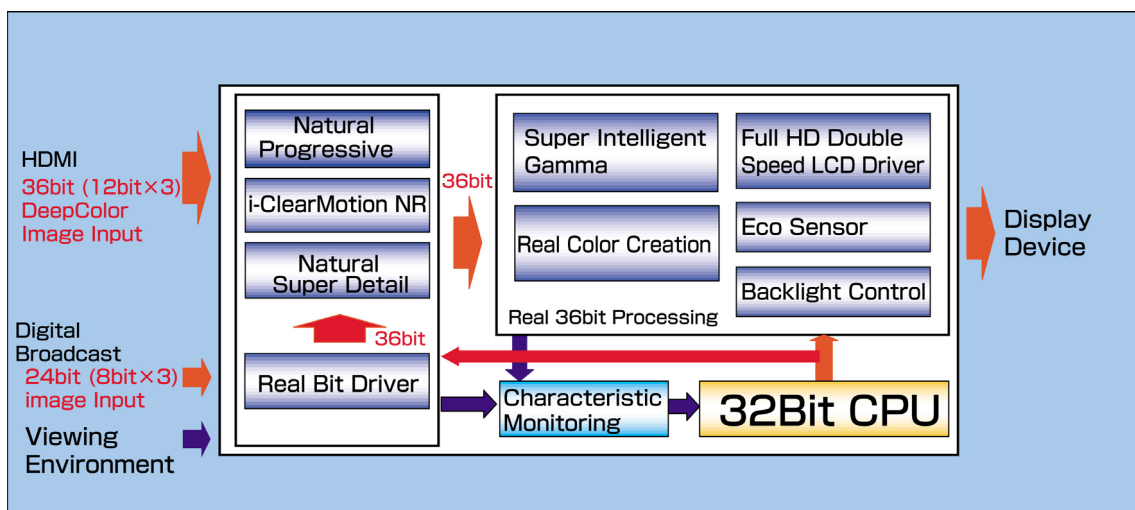 HDMI
36bit (12bit×3)
DeepColor
Image Input
Digital
Broadcast
24bit (8bit×3)
image Input
Viewing
Environment
Natural
Progressive
i-ClearMotion NR
Natural
Super Detail
36bit
Real Bit Driver
36bit
Super Intelligent
Gamma
Real Color Creation
Real 36bit Processing
Full HD Double
Speed LCD Driver
Eco Sensor
Backlight Control
Characteristic
Monitoring
32Bit CPU
Display
Device